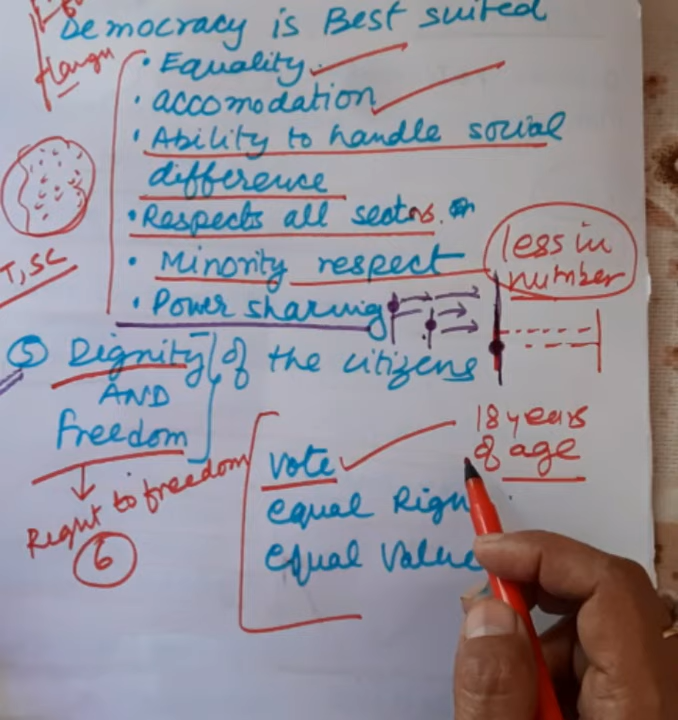 Democracy is Best suited
• Equality
• accomodation
• Ability to handle social
difference
• Respects all
• Minority respect
less in
number
• Power sharing
T, SC
5 Dignity of the citizens
AND
Freedom
Right to freedom
6
18 years
of age
Vote
equal Righ
Equal Value